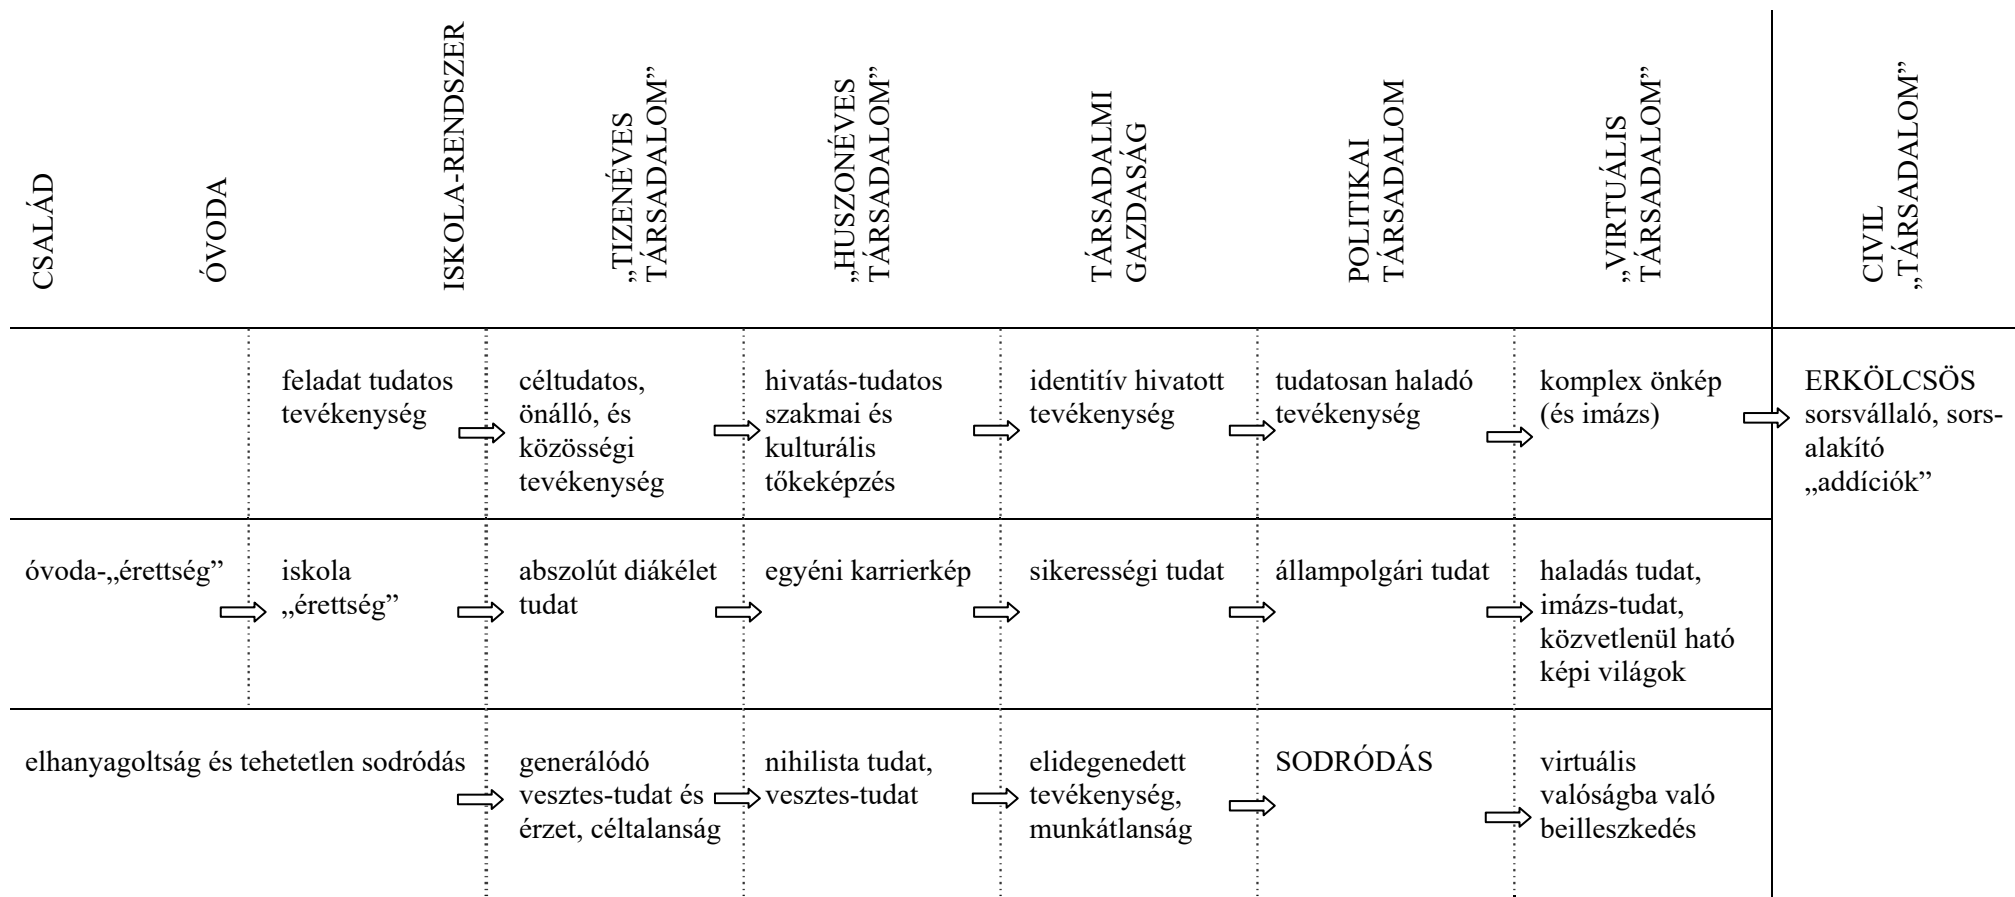 CSALÁD
ÓVODA
ISKOLA-RENDSZER
„TIZENÉVES
TÁRSADALOM”
„HUSZONÉVES
TÁRSADALOM”
TÁRSADALMI
GAZDASÁG
POLITIKAI
TÁRSADALOM
„VIRTUÁLIS
TÁRSADALOM”
CIVIL
„TÁRSADALOM”
feladat tudatos
tevékenység
céltudatos,
önálló, és
közösségi
tevékenység
hivatás-tudatos
szakmai és
kulturális
tőkeképzés
identitív hivatott
tevékenység
tudatosan haladó
tevékenység
komplex önkép
(és imázs)
ERKÖLCSÖS
sorsvállaló, sors-
alakító
„addíciók”
óvoda-„érettség”
iskola
„érettség”
abszolút diákélet
tudat
egyéni karrierkép
sikerességi tudat
állampolgári tudat
haladás tudat,
imázs-tudat,
közvetlenül ható
képi világok
elhanyagoltság és tehetetlen sodródás
generálódó
vesztes-tudat és
érzet, céltalanság
nihilista tudat,
vesztes-tudat
elidegenedett
tevékenység,
munkátlanság
SODRÓDÁS
virtuális
valóságba való
beilleszkedés